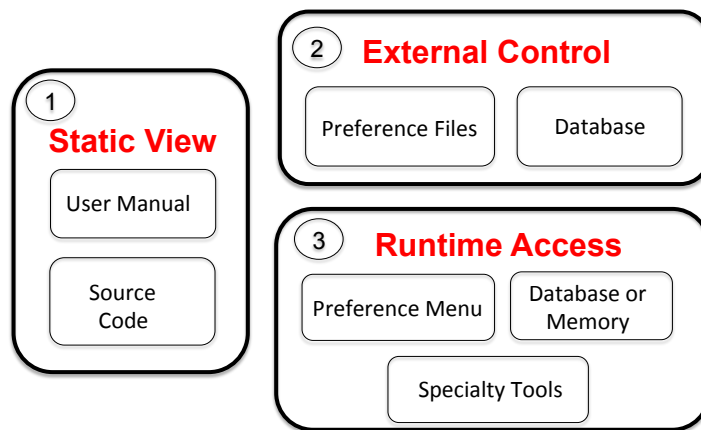 1
Static View
User Manual
Source
Code
2
External Control
Preference Files
Database
3
Runtime Access
Preference Menu
Database or
Memory
Specialty Tools